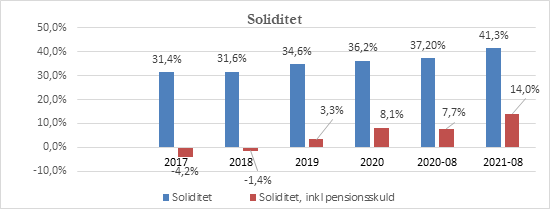 Soliditet
50,0%
40,0%
30,0%
20,0%
10,0%
0,0%
-10,0%
31,4% 31,6% 34,6% 36,2% 37,20% 41,3%
-4,2% -1,4% 3,3% 8,1% 7,7% 14,0%
2017 2018 2019 2020 2020-08 2021-08
Soliditet Soliditet, inkl pensionsskuld